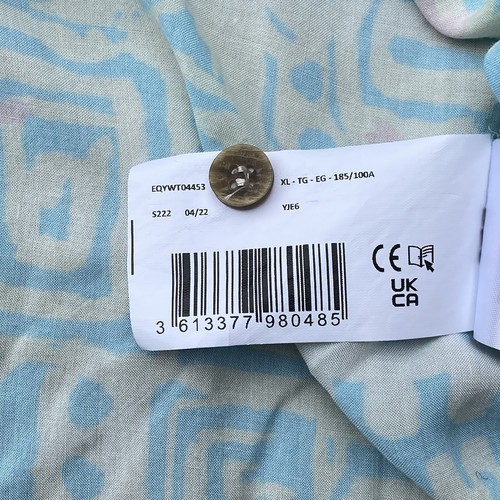 EQYWT04453 XL - TG - EG - 185/100A
S222 04/22 YJE6
CE
UK
CA
3 613377 980485